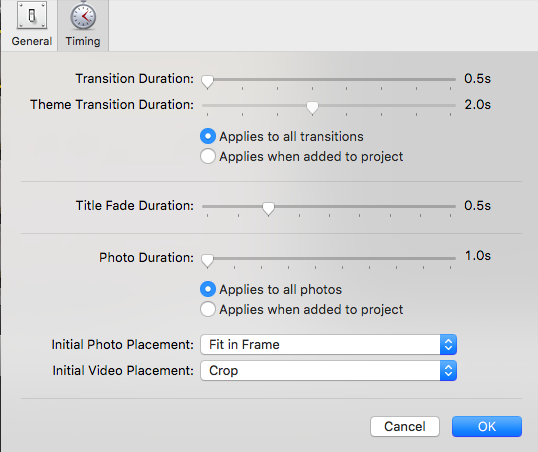 General Timing
Transition Duration: 0.5s
Theme Transition Duration: 2.0s
Applies to all transitions
Applies when added to project
Title Fade Duration: 0.5s
Photo Duration: 1.0s
Applies to all photos
Applies when added to project
Initial Photo Placement: Fit in Frame
Initial Video Placement: Crop
Cancel OK